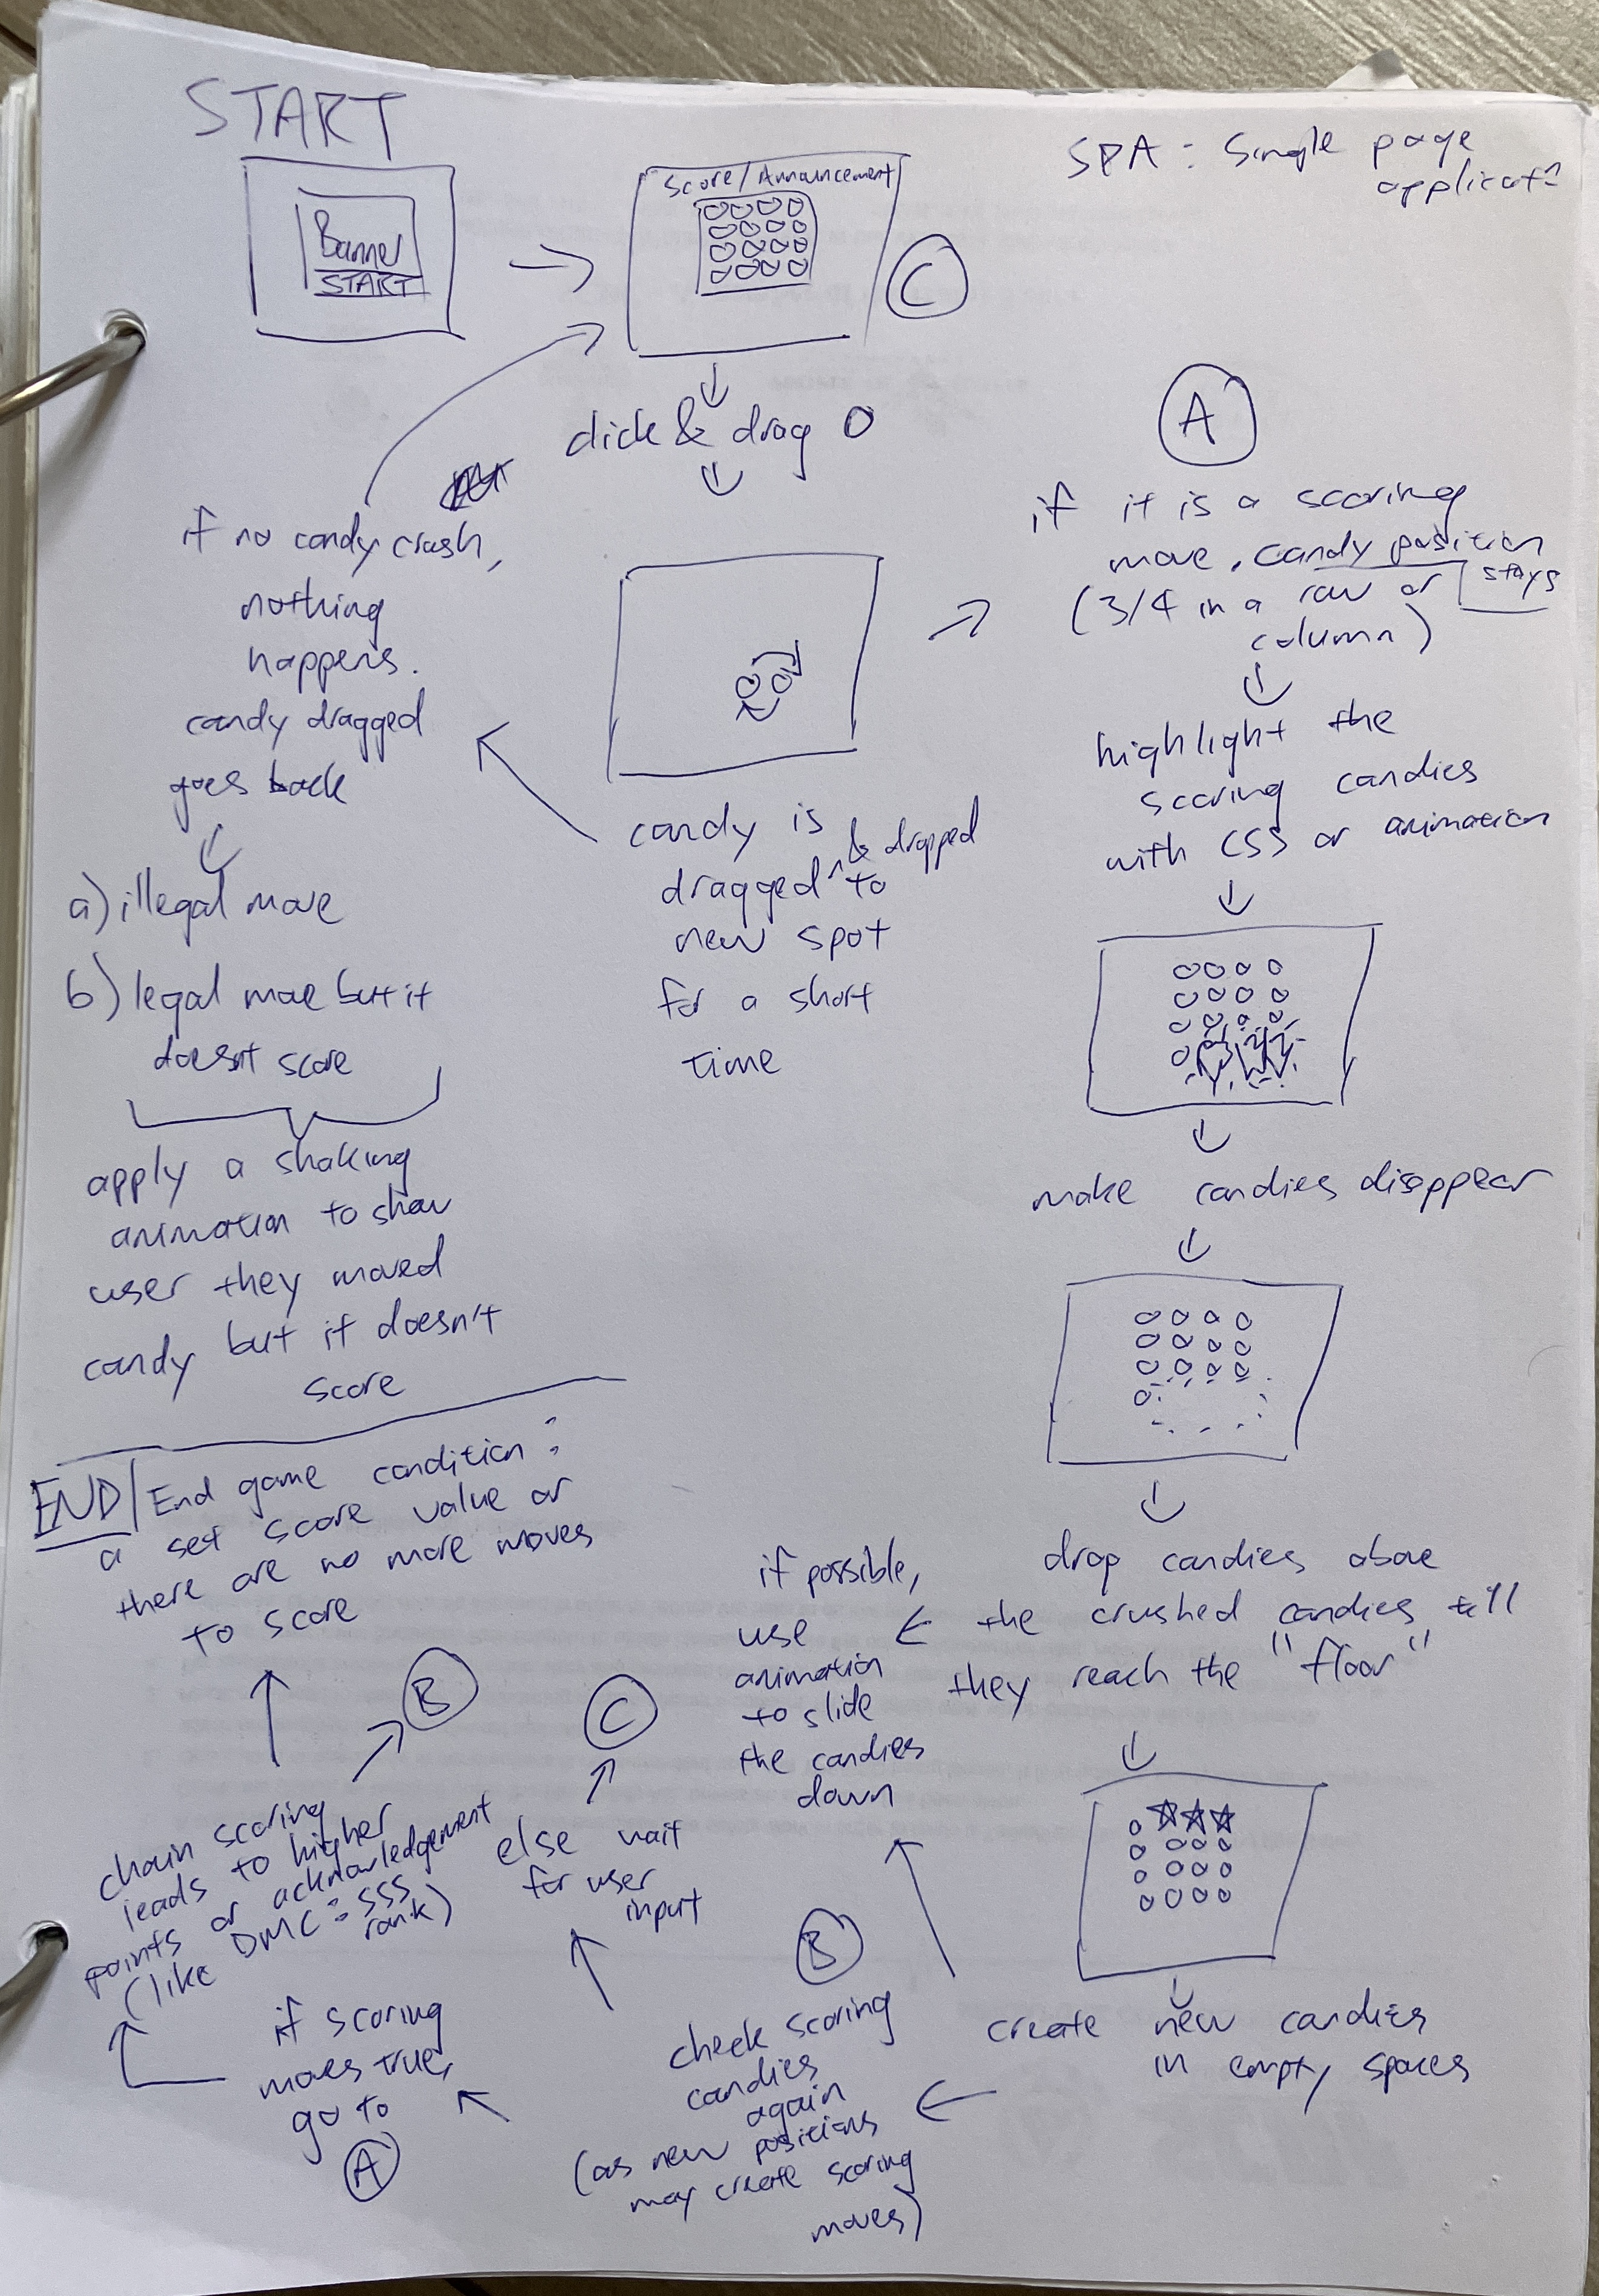 START
SPA : Single page
applicat
Banner
START
Score/Announcement
C
click & drag O
A
if it is a scoring
move, candy position
stays
(3/4 in a row or
column)
if no candy crush,
nothing
happens.
candy dragged
goes back
a) illegal move
b) legal move but it
doesn't score
apply a shaking
animation to show
user they moved
candy but it doesn't
score
candy is
dragged & dropped
to
new spot
for a short
time
highlight the
scoring candies
with CSS or animation
make candies disappear
drop candies above
the crushed candies till
they reach the "floor"
if possible,
use
animation
to slide
the candies
down
create new candies
in empty spaces
B
check scoring
candies
again
(as new positions
may create scoring
moves)
C
else wait
for user
input
if scoring
moves true,
go to
A
B
chain scoring
leads to higher
points or acknowledgement
(like DMC : SSS
rank)
END
End game condition :
a set score value or
there are no more moves
to score